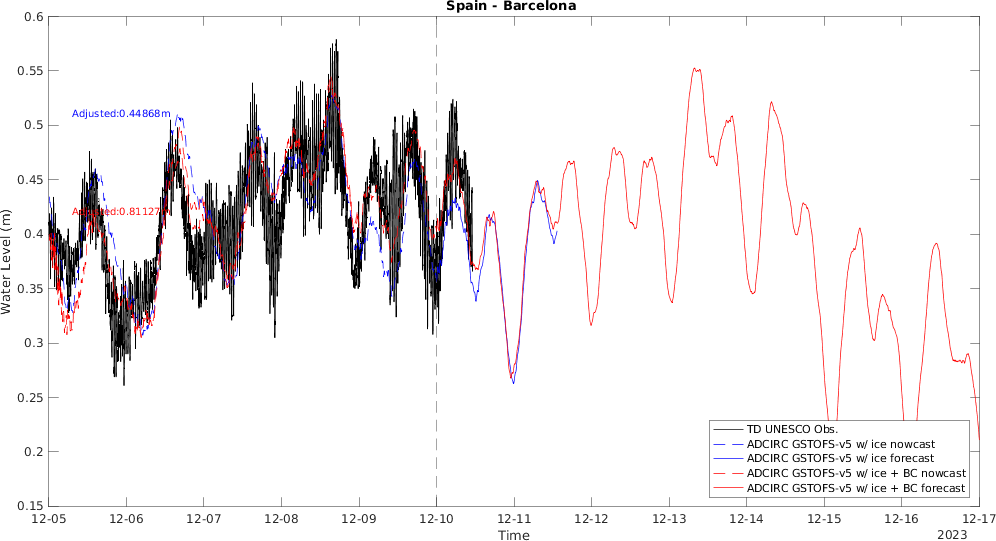 Spain - Barcelona
0.6
0.55
0.5
0.45
0.4
0.35
0.3
0.25
0.2
0.15
Water Level (m)
Adjusted:0.44868m
Adjusted:0.81127
TD UNESCO Obs.
ADCIRC GSTOFS-v5 w/ ice nowcast
ADCIRC GSTOFS-v5 w/ ice forecast
ADCIRC GSTOFS-v5 w/ ice + BC nowcast
ADCIRC GSTOFS-v5 w/ ice + BC forecast
12-05 12-06 12-07 12-08 12-09 12-10 12-11 12-12 12-13 12-14 12-15 12-16 12-17
Time
2023